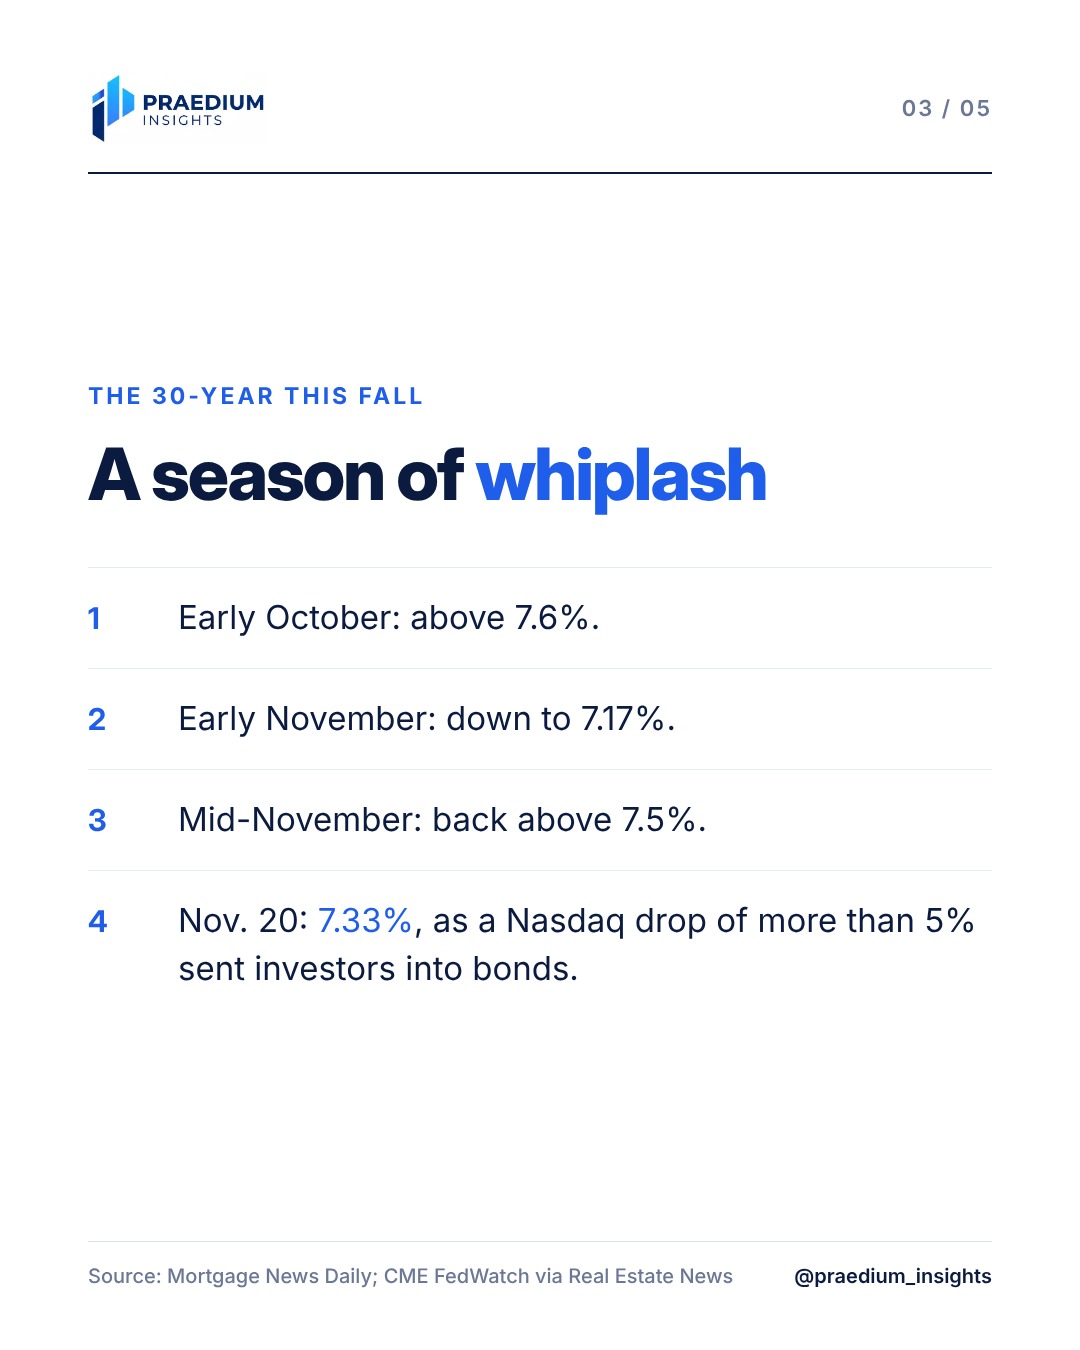 PRAEDIUM
INSIGHTS
03 / 05
THE 30-YEAR THIS FALL
A season of whiplash
1 Early October: above 7.6%.
2 Early November: down to 7.17%.
3 Mid-November: back above 7.5%.
4 Nov. 20: 7.33%, as a Nasdaq drop of more than 5%
sent investors into bonds.
Source: Mortgage News Daily; CME FedWatch via Real Estate News
@praedium_insights